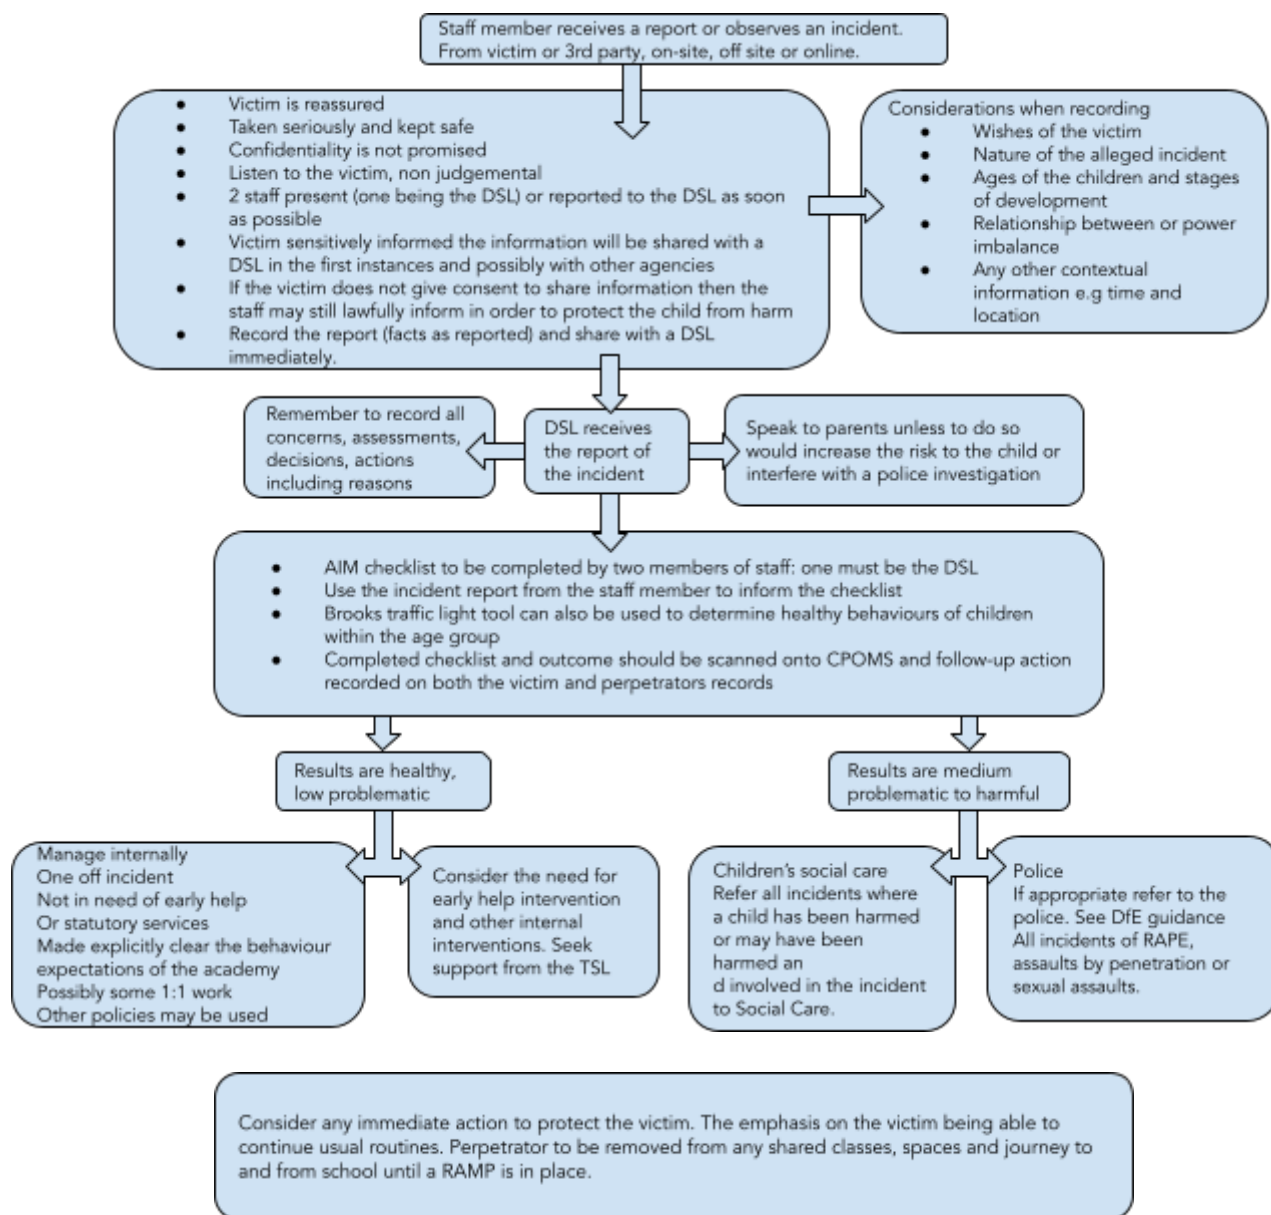 Staff member receives a report or observes an incident.
From victim or 3rd party, on-site, off site or online.
● Victim is reassured
● Taken seriously and kept safe
● Confidentiality is not promised
● Listen to the victim, non judgemental
● 2 staff present (one being the DSL) or reported to the DSL as soon
as possible
● Victim sensitively informed the information will be shared with a
DSL in the first instances and possibly with other agencies
● If the victim does not give consent to share information then the
staff may still lawfully inform in order to protect the child from harm
● Record the report (facts as reported) and share with a DSL
immediately.
Considerations when recording
● Wishes of the victim
● Nature of the alleged incident
● Ages of the children and stages
of development
● Relationship between or power
imbalance
● Any other contextual
information e.g time and
location
Remember to record all
concerns, assessments,
decisions, actions
including reasons
DSL receives
the report of
the incident
Speak to parents unless to do so
would increase the risk to the child or
interfere with a police investigation
● AIM checklist to be completed by two members of staff: one must be the DSL
● Use the incident report from the staff member to inform the checklist
● Brooks traffic light tool can also be used to determine healthy behaviours of children
within the age group
● Completed checklist and outcome should be scanned onto CPOMS and follow-up action
recorded on both the victim and perpetrators records
Results are healthy,
low problematic
Results are medium
problematic to harmful
Manage internally
One off incident
Not in need of early help
Or statutory services
Made explicitly clear the behaviour
expectations of the academy
Possibly some 1:1 work
Other policies may be used
Consider the need for
early help intervention
and other internal
interventions. Seek
support from the TSL
Children's social care
Refer all incidents where
a child has been harmed
or may have been
harmed an
d involved in the incident
to Social Care.
Police
If appropriate refer to the
police. See DfE guidance
All incidents of RAPE,
assaults by penetration or
sexual assaults.
Consider any immediate action to protect the victim. The emphasis on the victim being able to
continue usual routines. Perpetrator to be removed from any shared classes, spaces and journey to
and from school until a RAMP is in place.